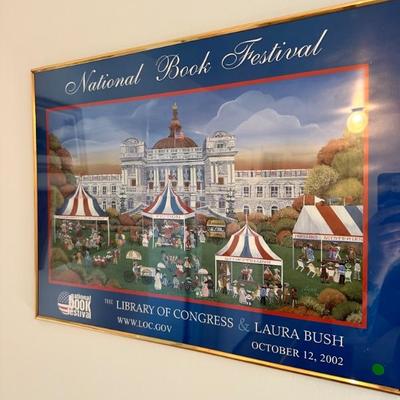 National Book Festival
national
book
festival
THE LIBRARY OF CONGRESS & LAURA BUSH
WWW.LOC.GOV
OCTOBER 12, 2002